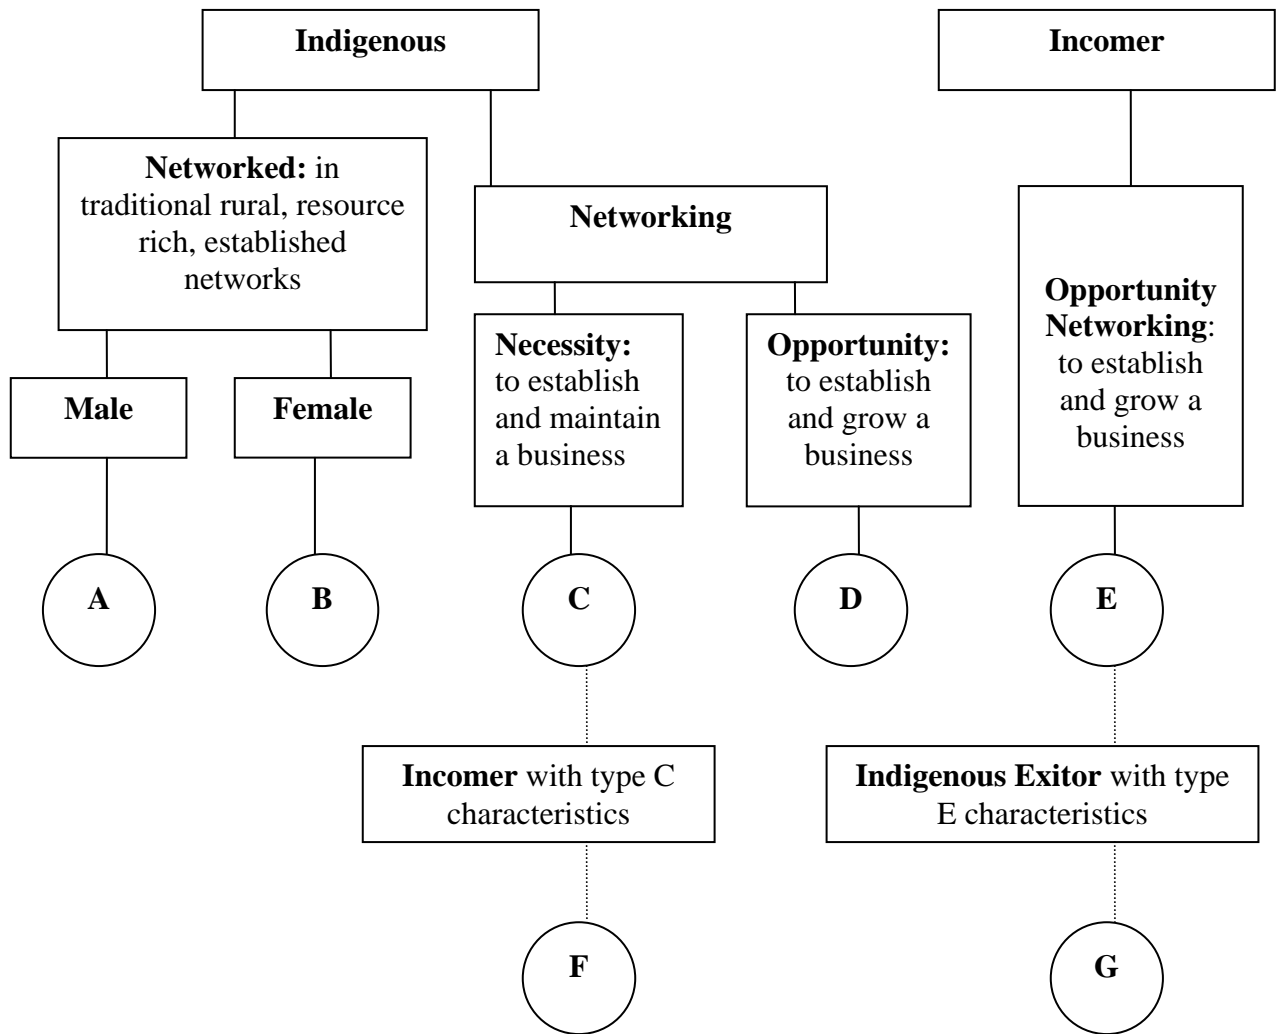 Indigenous
Incomer
Networked: in
traditional rural, resource
rich, established
networks
Networking
Opportunity
Networking:
to establish
and grow a
business
Necessity:
to establish
and maintain
a business
Opportunity:
to establish
and grow a
business
Male
Female
A
B
C
D
E
Incomer with type C
characteristics
Indigenous Exitor with type
E characteristics
F
G